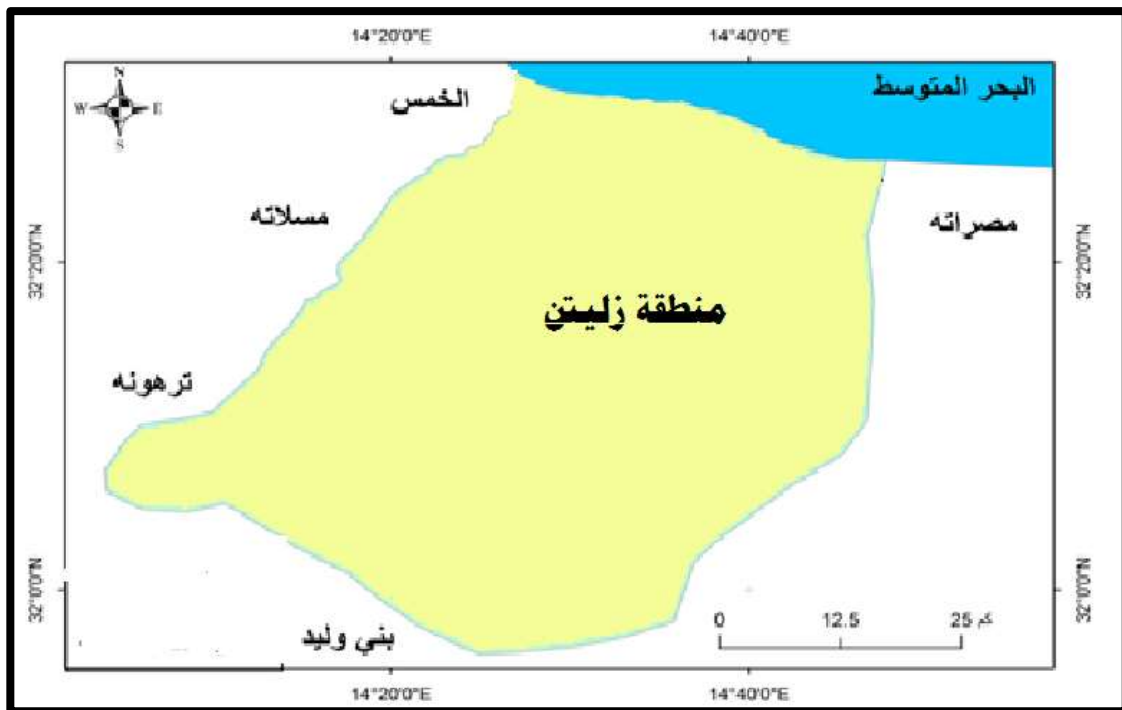 14°20'0"E 14°40'0"E
البحر المتوسط
N
W E
S
الخمس
مسلاته
مصراته
32°20'0"N 32°20'0"N
منطقة زليتن
ترهونه
32°0'0"N 32°0'0"N
0 12.5 25 كم
بني وليد
14°20'0"E 14°40'0"E